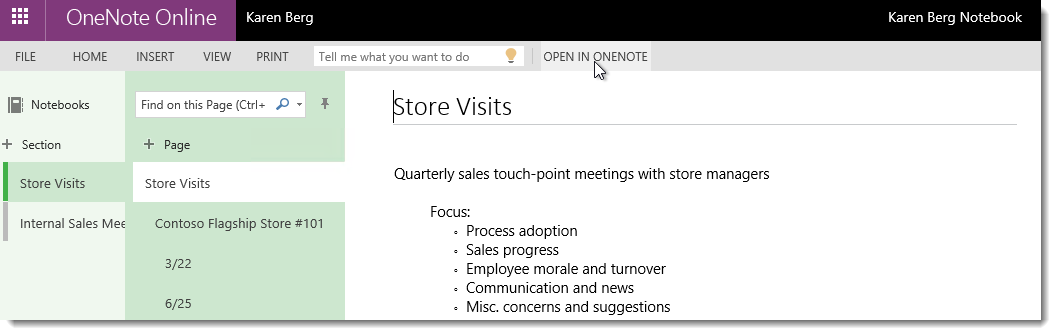 OneNote Online Karen Berg Karen Berg Notebook
FILE HOME INSERT VIEW PRINT Tell me what you want to do OPEN IN ONENOTE
Notebooks
Find on this Page (Ctrl+
+ Section
+ Page
Store Visits
Internal Sales Mee
Store Visits
Contoso Flagship Store #101
3/22
6/25
Store Visits
Quarterly sales touch-point meetings with store managers
Focus:
◦ Process adoption
◦ Sales progress
◦ Employee morale and turnover
◦ Communication and news
◦ Misc. concerns and suggestions